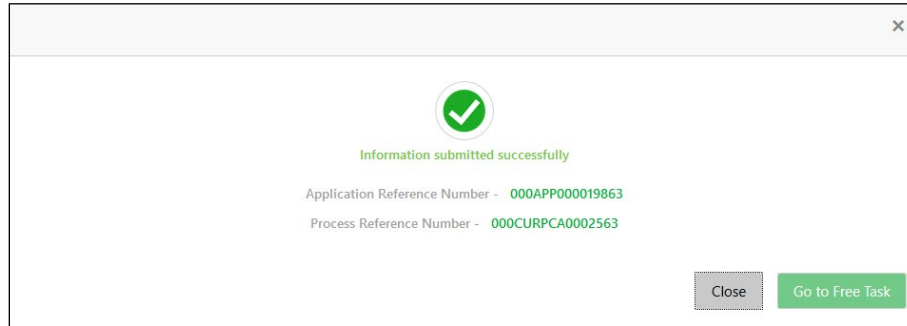 ×
Information submitted successfully
Application Reference Number - 000APP000019863
Process Reference Number - 000CURPCA0002563
Close Go to Free Task